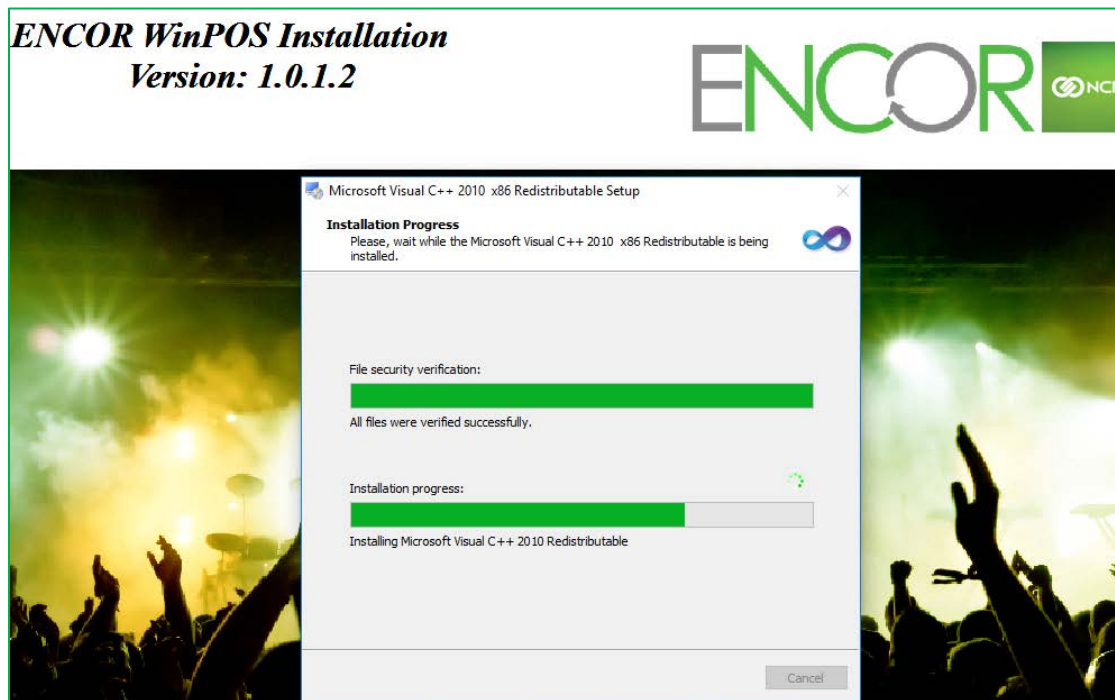 ENCOR WinPOS Installation
Version: 1.0.1.2
ENCOR
Microsoft Visual C++ 2010 x86 Redistributable Setup
Installation Progress
Please, wait while the Microsoft Visual C++ 2010 x86 Redistributable is being
installed.
File security verification:
All files were verified successfully.
Installation progress:
Installing Microsoft Visual C++ 2010 Redistributable
Cancel